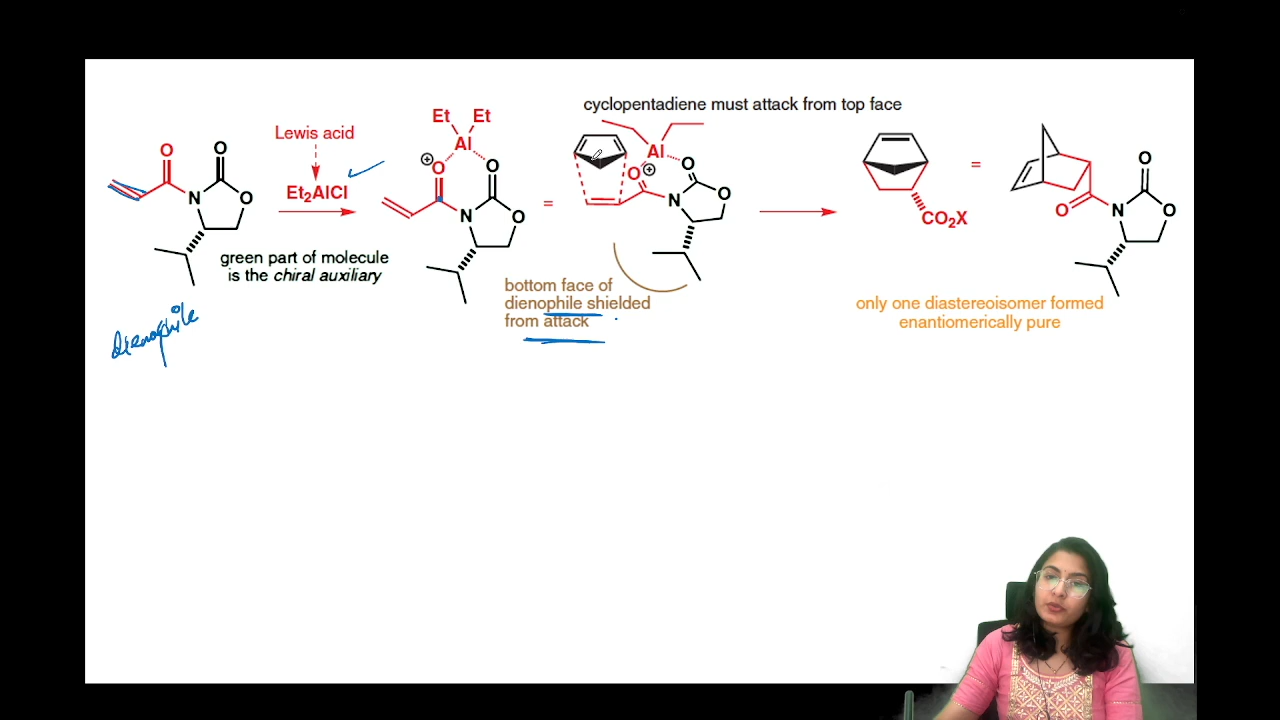 cyclopentadiene must attack from top face
Et Et
Lewis acid
Al
Al
O
O
O
O
O
O
O
Et₂AlCl
N
O
N
O
N
O
CO₂X
O
N
O
green part of molecule
is the chiral auxiliary
bottom face of
dienophile shielded
from attack
only one diastereoisomer formed
enantiomerically pure
dienophile
=
=